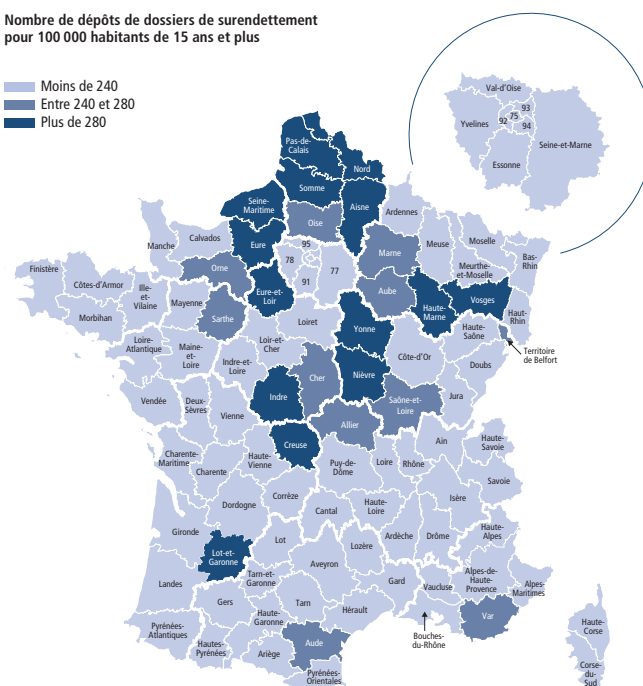 Nombre de dépôts de dossiers de surendettement
pour 100 000 habitants de 15 ans et plus
Moins de 240
Entre 240 et 280
Plus de 280
Val-d'Oise
93
92
75
94
Yvelines
Seine-et-Marne
Essonne
Pas-de-
Calais
Nord
Somme
Seine-
Maritime
Aisne
Ardennes
Oise
Manche
Calvados
Eure
95
78
77
91
Marne
Meuse
Moselle
Meurthe-
et-Moselle
Bas-
Rhin
Finistère
Côtes-d'Armor
Ille-
et-
Vilaine
Morbihan
Mayenne
Orne
Eure-et-
Loir
Aube
Haute-
Marne
Vosges
Haut-
Rhin
Sarthe
Loiret
Yonne
Haute-
Saône
Territoire
de Belfort
Loire-
Atlantique
Maine-
et-
Loire
Indre-et-
Loire
Loir-et-
Cher
Côte-d'Or
Doubs
Cher
Nièvre
Vendée
Deux-
Sèvres
Vienne
Indre
Saône-et-
Loire
Jura
Allier
Creuse
Charente-
Maritime
Charente
Haute-
Vienne
Puy-de-
Dôme
Loire
Rhône
Ain
Haute-
Savoie
Savoie
Corrèze
Dordogne
Cantal
Haute-
Loire
Isère
Gironde
Lot
Lozère
Ardèche
Drôme
Haute-
Alpes
Lot-et-
Garonne
Aveyron
Landes
Tarn-et-
Garonne
Gard
Vaucluse
Alpes-de-
Haute-
Provence
Alpes-
Maritimes
Gers
Haute-
Garonne
Tarn
Hérault
Var
Bouches-
du-Rhône
Pyrénées-
Atlantiques
Hautes-
Pyrénées
Ariège
Aude
Pyrénées-
Orientales
Haute-
Corse
Corse-
du-
Sud